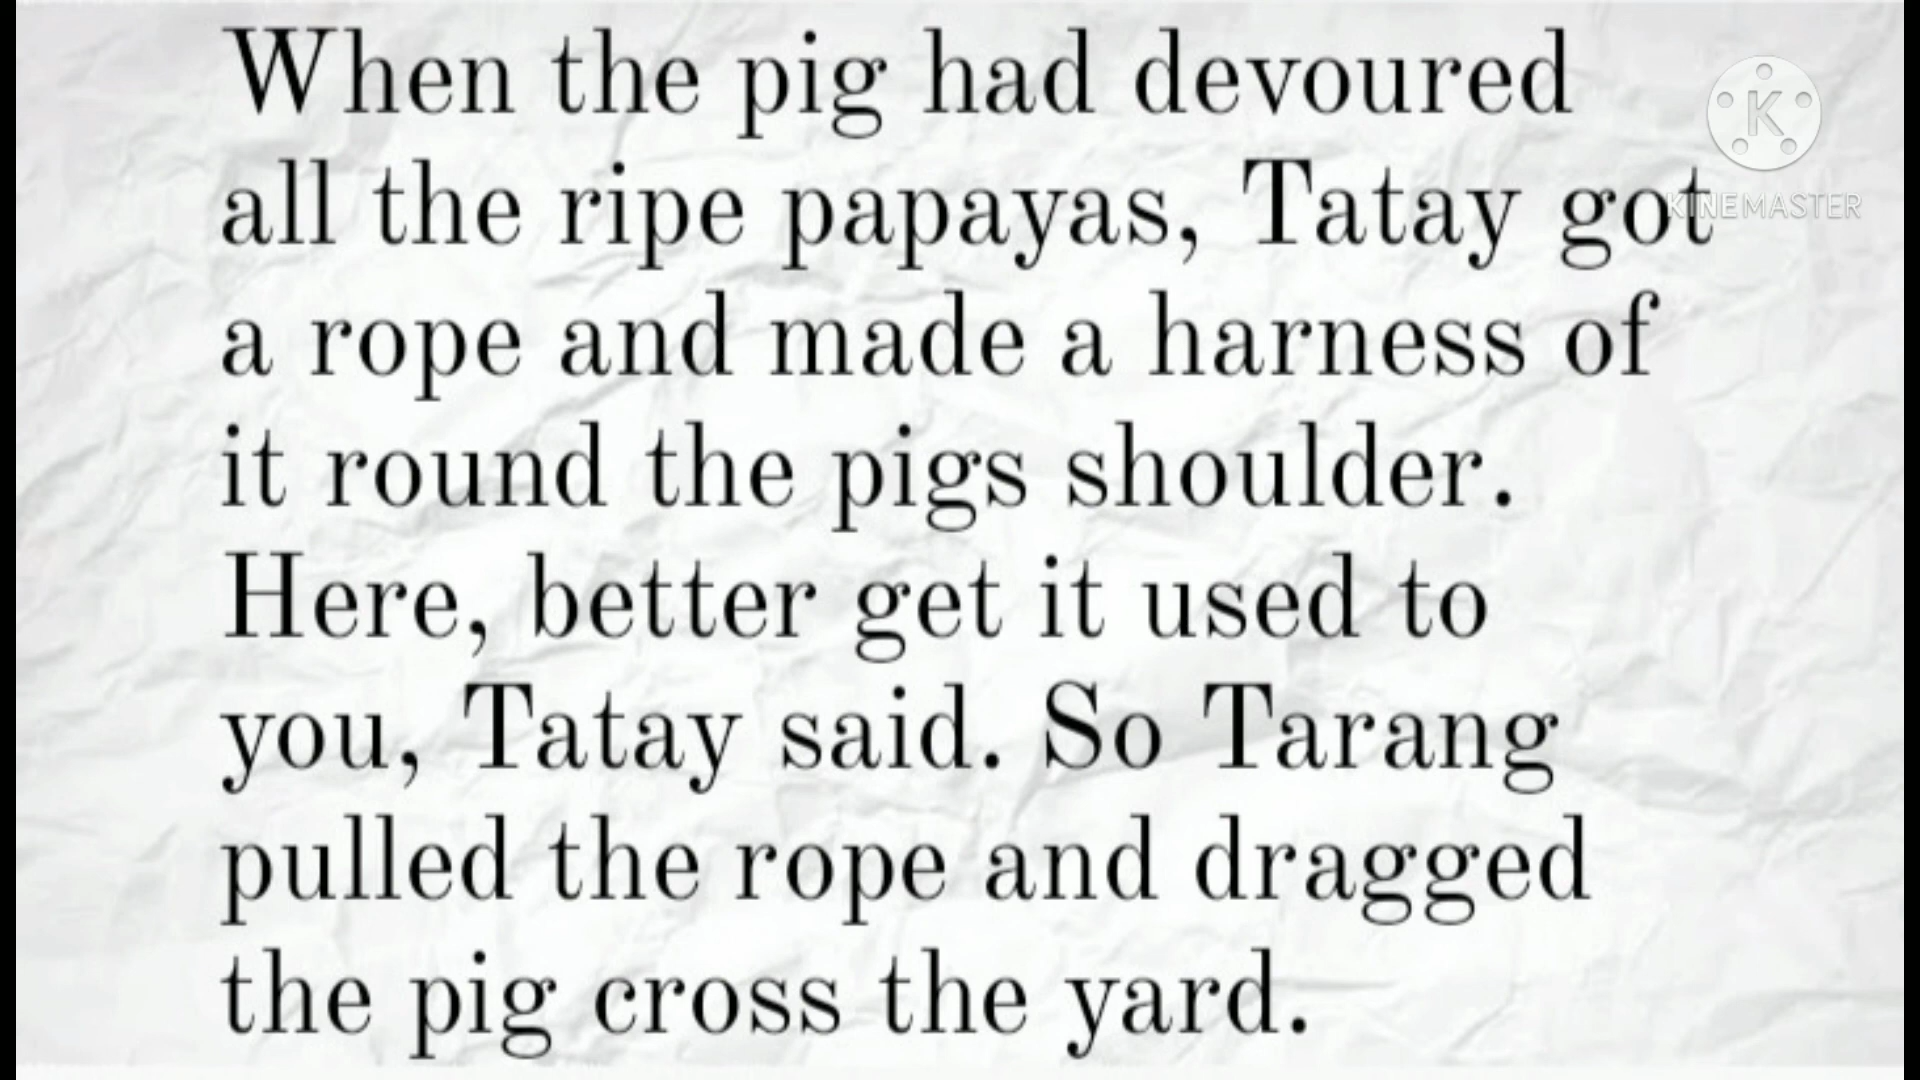 When the pig had devoured
all the ripe papayas, Tatay got
a rope and made a harness of
it round the pigs shoulder.
Here, better get it used to
you, Tatay said. So Tarang
pulled the rope and dragged
the pig cross the yard.
K
KINEMASTER